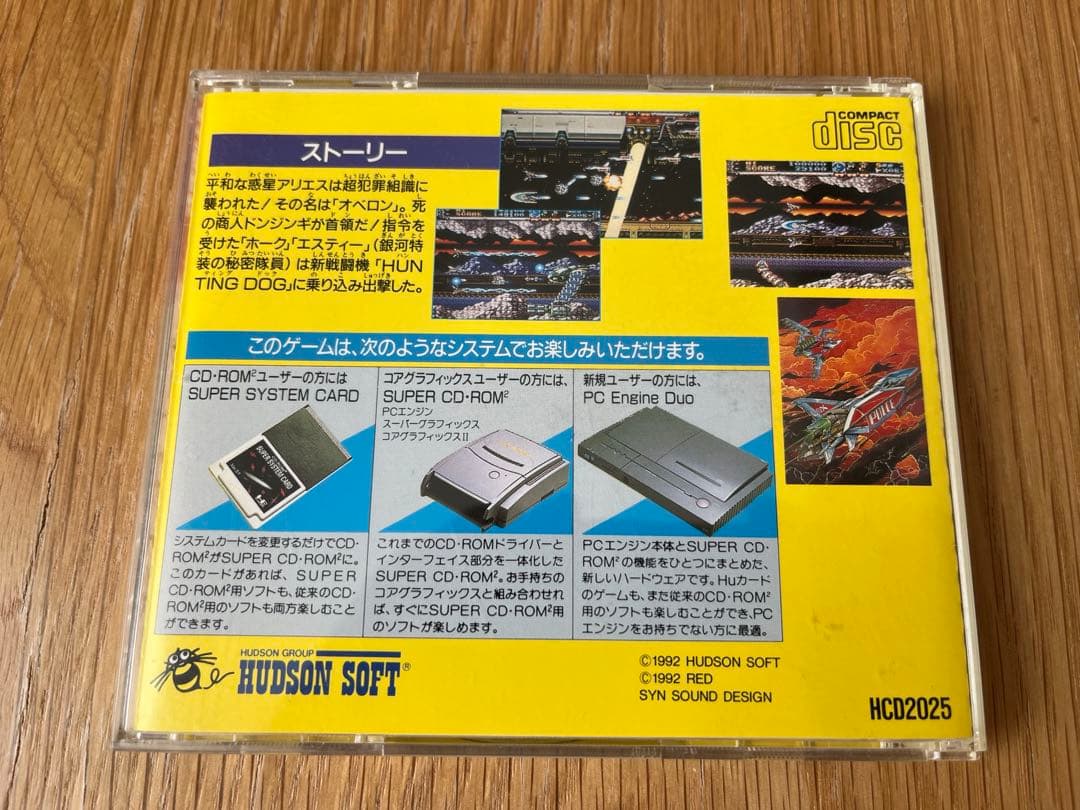 COMPACT
disc
ストーリー
平和な惑星アリエスは超犯罪組織に
襲われた!その名は「オベロン」。死
の商人ドンジンギが首領だ!指令を
受けた「ホーク」「エスティー」(銀河特
装の秘密隊員)は新戦闘機「HUN
TING DOG」に乗り込み出撃した。
このゲームは、次のようなシステムでお楽しみいただけます。
CD・ROM²ユーザーの方には
SUPER SYSTEM CARD
SUPER SYSTEM CARD
システムカードを変更するだけでCD・
ROM²がSUPER CD・ROM²に。
このカードがあれば、SUPER
CD・ROM²用ソフトも、従来のCD・
ROM²用のソフトも両方楽しむこと
ができます。
コアグラフィックスユーザーの方には、
SUPER CD・ROM²
PCエンジン
スーパーグラフィックス
コアグラフィックスII
これまでのCD・ROMドライバーと
インターフェイス部分を一体化した
SUPER CD・ROM²。お手持ちの
コアグラフィックスと組み合わせれ
ば、すぐにSUPER CD・ROM²用
のソフトが楽しめます。
新規ユーザーの方には、
PC Engine Duo
PCエンジン本体とSUPER CD・
ROM²の機能をひとつにまとめた、
新しいハードウェアです。Huカード
のゲームも、また従来のCD・ROM²
用のソフトも楽しむことができ、PC
エンジンをお持ちでない方に最適。
POLICE
HUDSON GROUP
HUDSON SOFT®
©1992 HUDSON SOFT
©1992 RED
SYN SOUND DESIGN
HCD2025